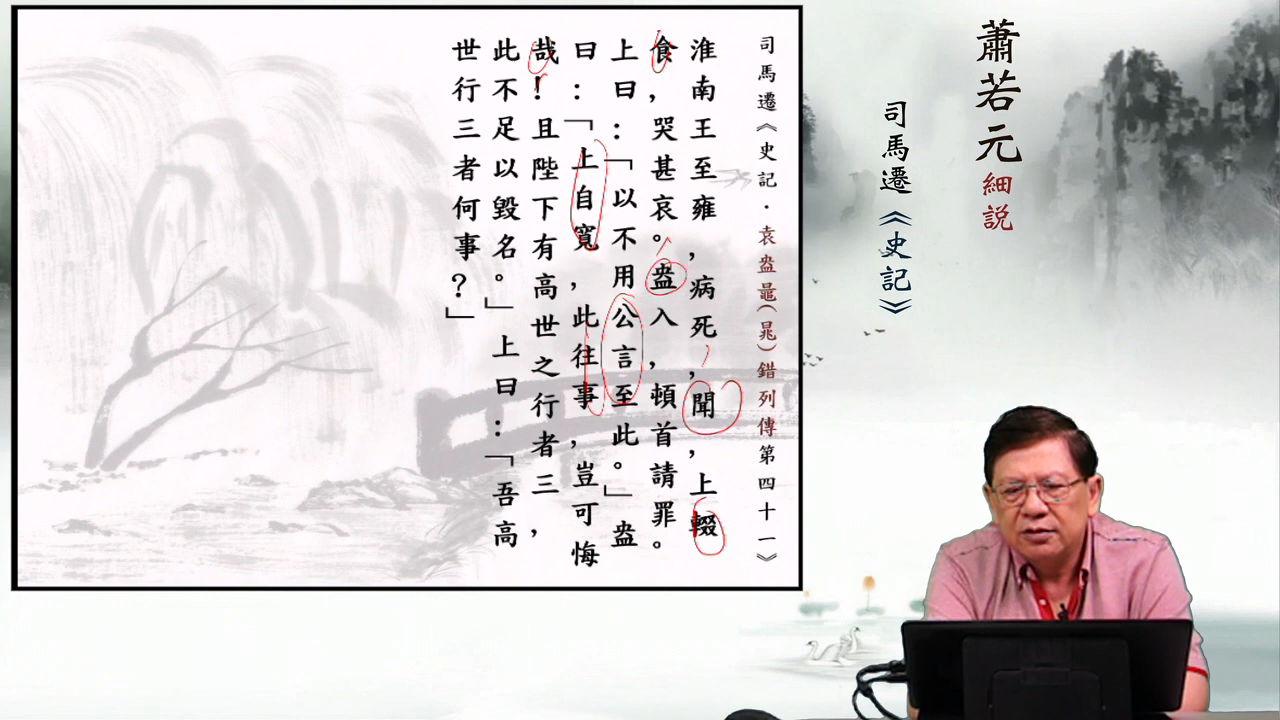 蕭若元
細說
司馬遷《史記》
司馬遷《史記·袁盎鼂(晁)錯列傳第四十一》
淮南王至雍,病死,聞,上輟
食,哭甚哀。盎入,頓首請罪。
上曰:「以不用公言至此。」盎
曰:「上自寬,此往事,豈可悔
哉!且陛下有高世之行者三,
此不足以毀名。」上曰:「吾高
世行三者何事?」